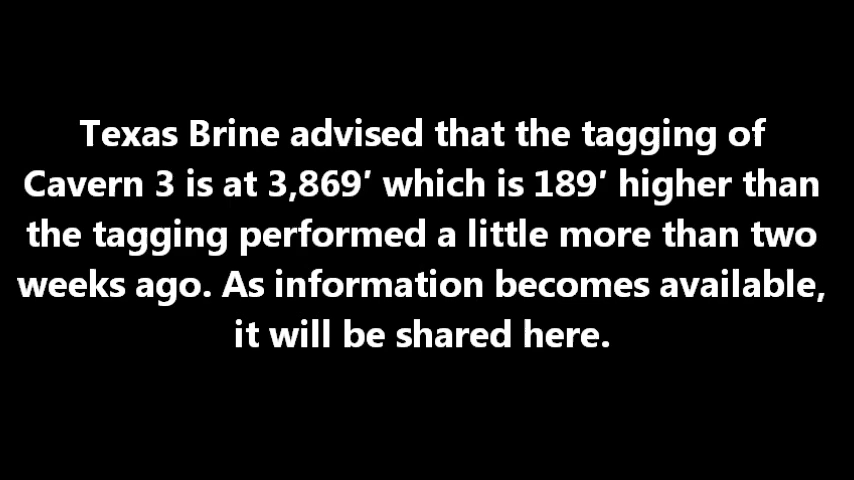 Texas Brine advised that the tagging of
Cavern 3 is at 3,869′ which is 189′ higher than
the tagging performed a little more than two
weeks ago. As information becomes available,
it will be shared here.